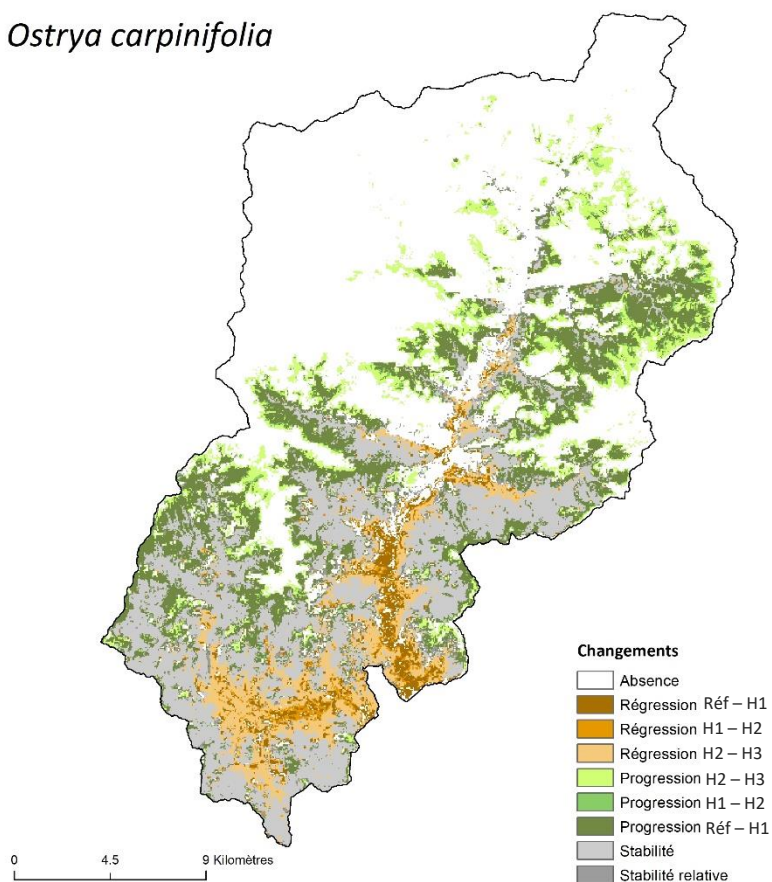 Ostrya carpinifolia
Changements
Absence
Régression Réf – H1
Régression H1 – H2
Régression H2 – H3
Progression H2 – H3
Progression H1 – H2
Progression Réf – H1
Stabilité
Stabilité relative
0 4.5 9 Kilomètres